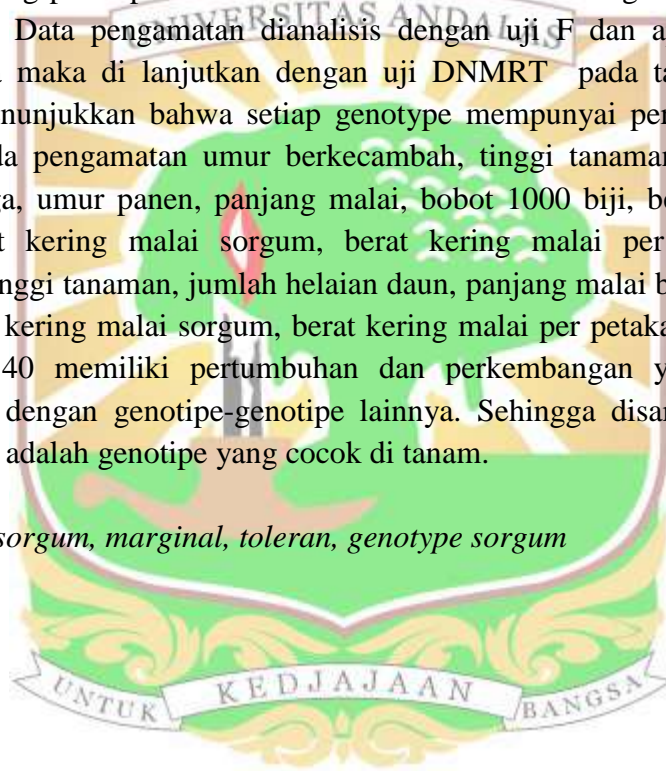 UNIVERSITAS ANDALAS
Data pengamatan dianalisis dengan uji F dan a
maka di lanjutkan dengan uji DNMRT pada ta
nunjukkan bahwa setiap genotype mempunyai per
da pengamatan umur berkecambah, tinggi tanaman
ga, umur panen, panjang malai, bobot 1000 biji, bo
t kering malai sorgum, berat kering malai per
nggi tanaman, jumlah helaian daun, panjang malai b
kering malai sorgum, berat kering malai per petaka
40 memiliki pertumbuhan dan perkembangan y
dengan genotipe-genotipe lainnya. Sehingga disar
adalah genotipe yang cocok di tanam.
sorgum, marginal, toleran, genotype sorgum
UNTUK KEDJAJAAN BANGSA